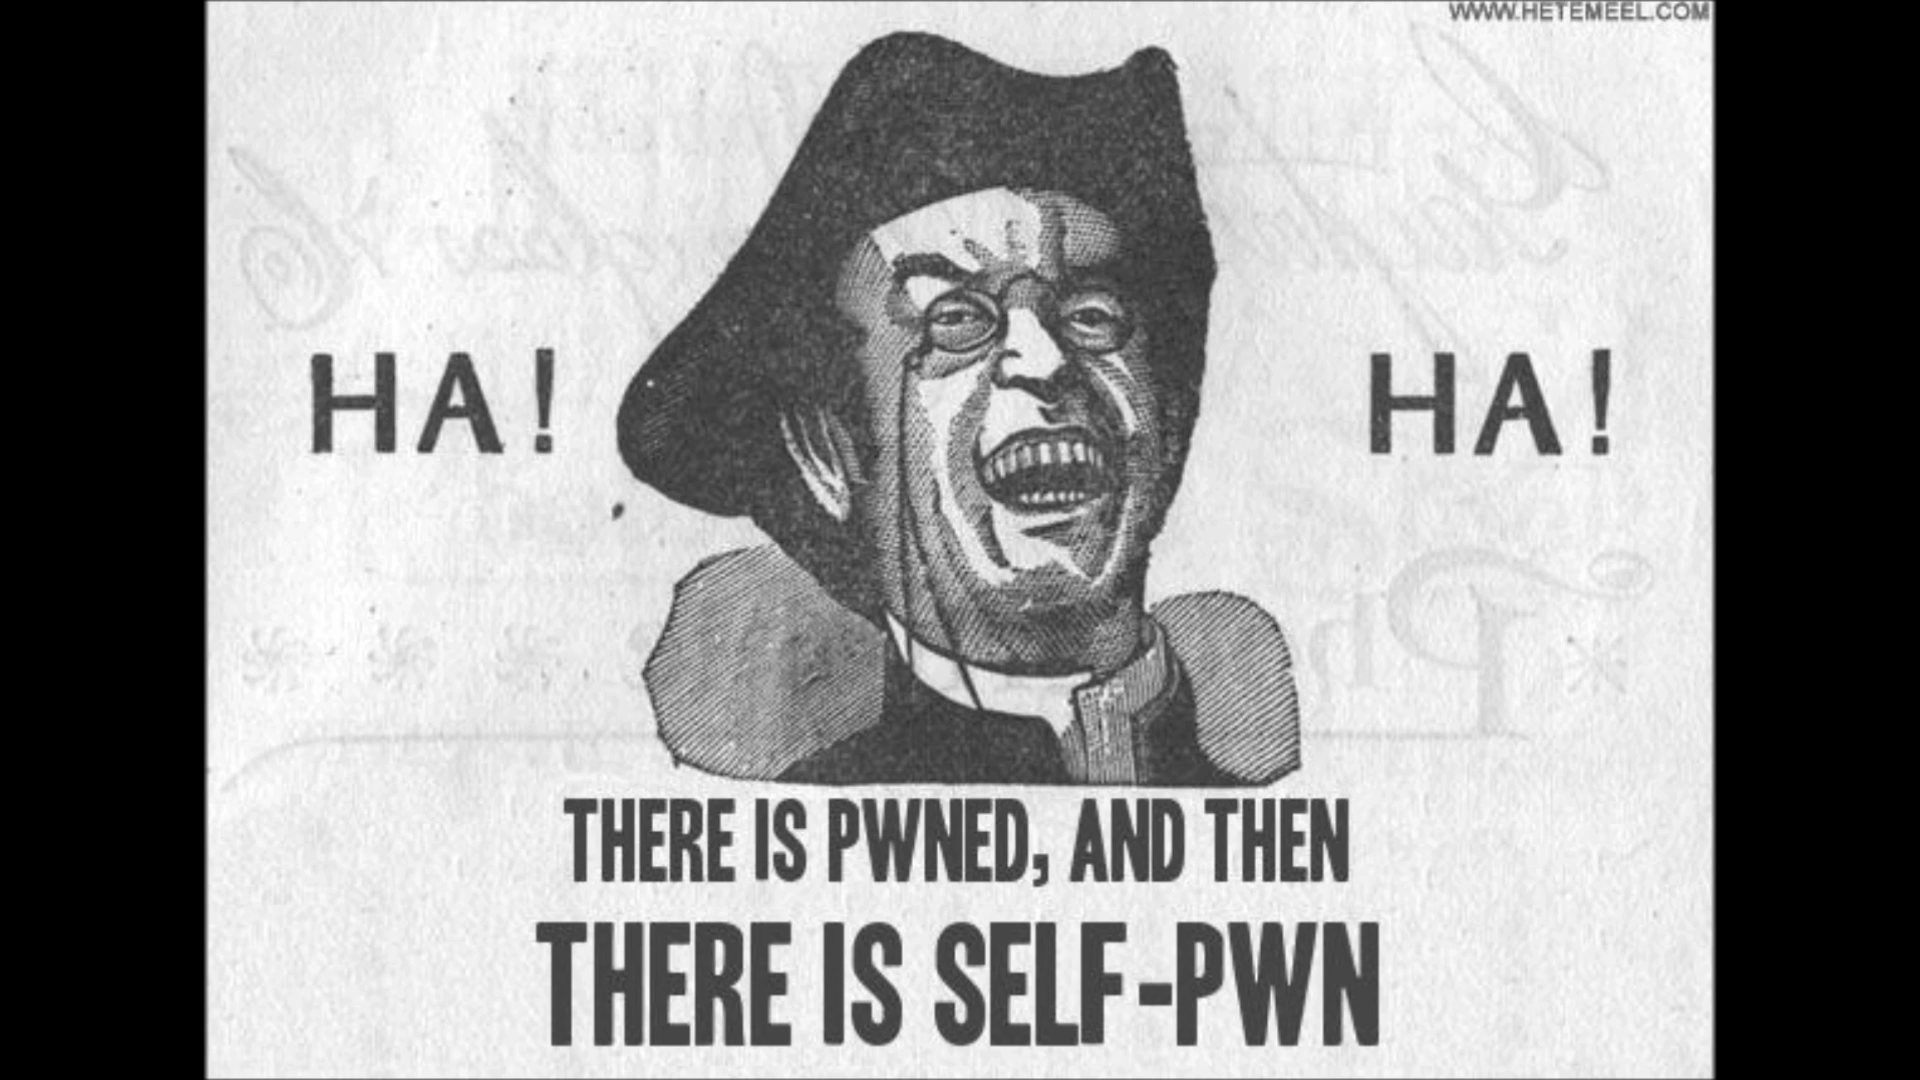 WWW.HETEMEEL.COM
HA!
HA!
THERE IS PWNED, AND THEN
THERE IS SELF-PWN